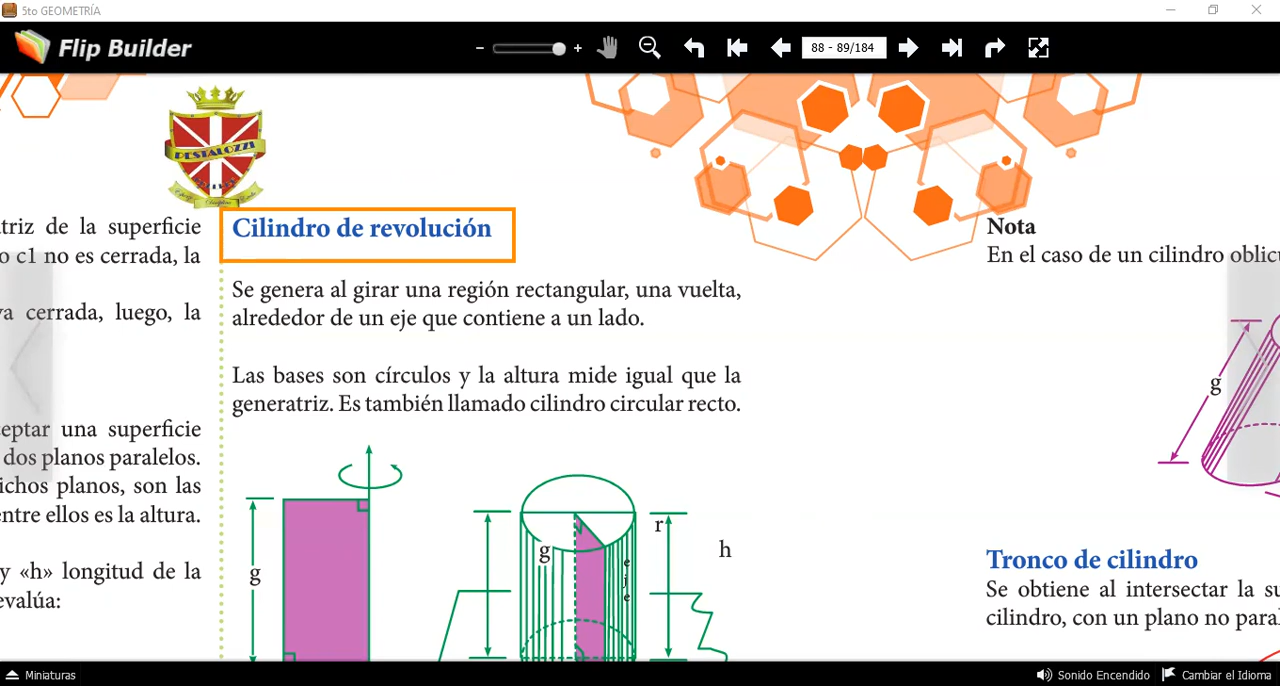 5to GEOMETRÍA
Flip Builder
88 - 89/184
PESTALOZZI
triz de la superficie
o c1 no es cerrada, la
va cerrada, luego, la
eptar una superficie
dos planos paralelos.
ichos planos, son las
entre ellos es la altura.
y «h» longitud de la
evalúa:
Cilindro de revolución
Se genera al girar una región rectangular, una vuelta,
alrededor de un eje que contiene a un lado.
Las bases son círculos y la altura mide igual que la
generatriz. Es también llamado cilindro circular recto.
g
g
eje
r
h
Nota
En el caso de un cilindro oblicu
g
Tronco de cilindro
Se obtiene al intersectar la su
cilindro, con un plano no paral
Miniaturas
Sonido Encendido
Cambiar el Idioma